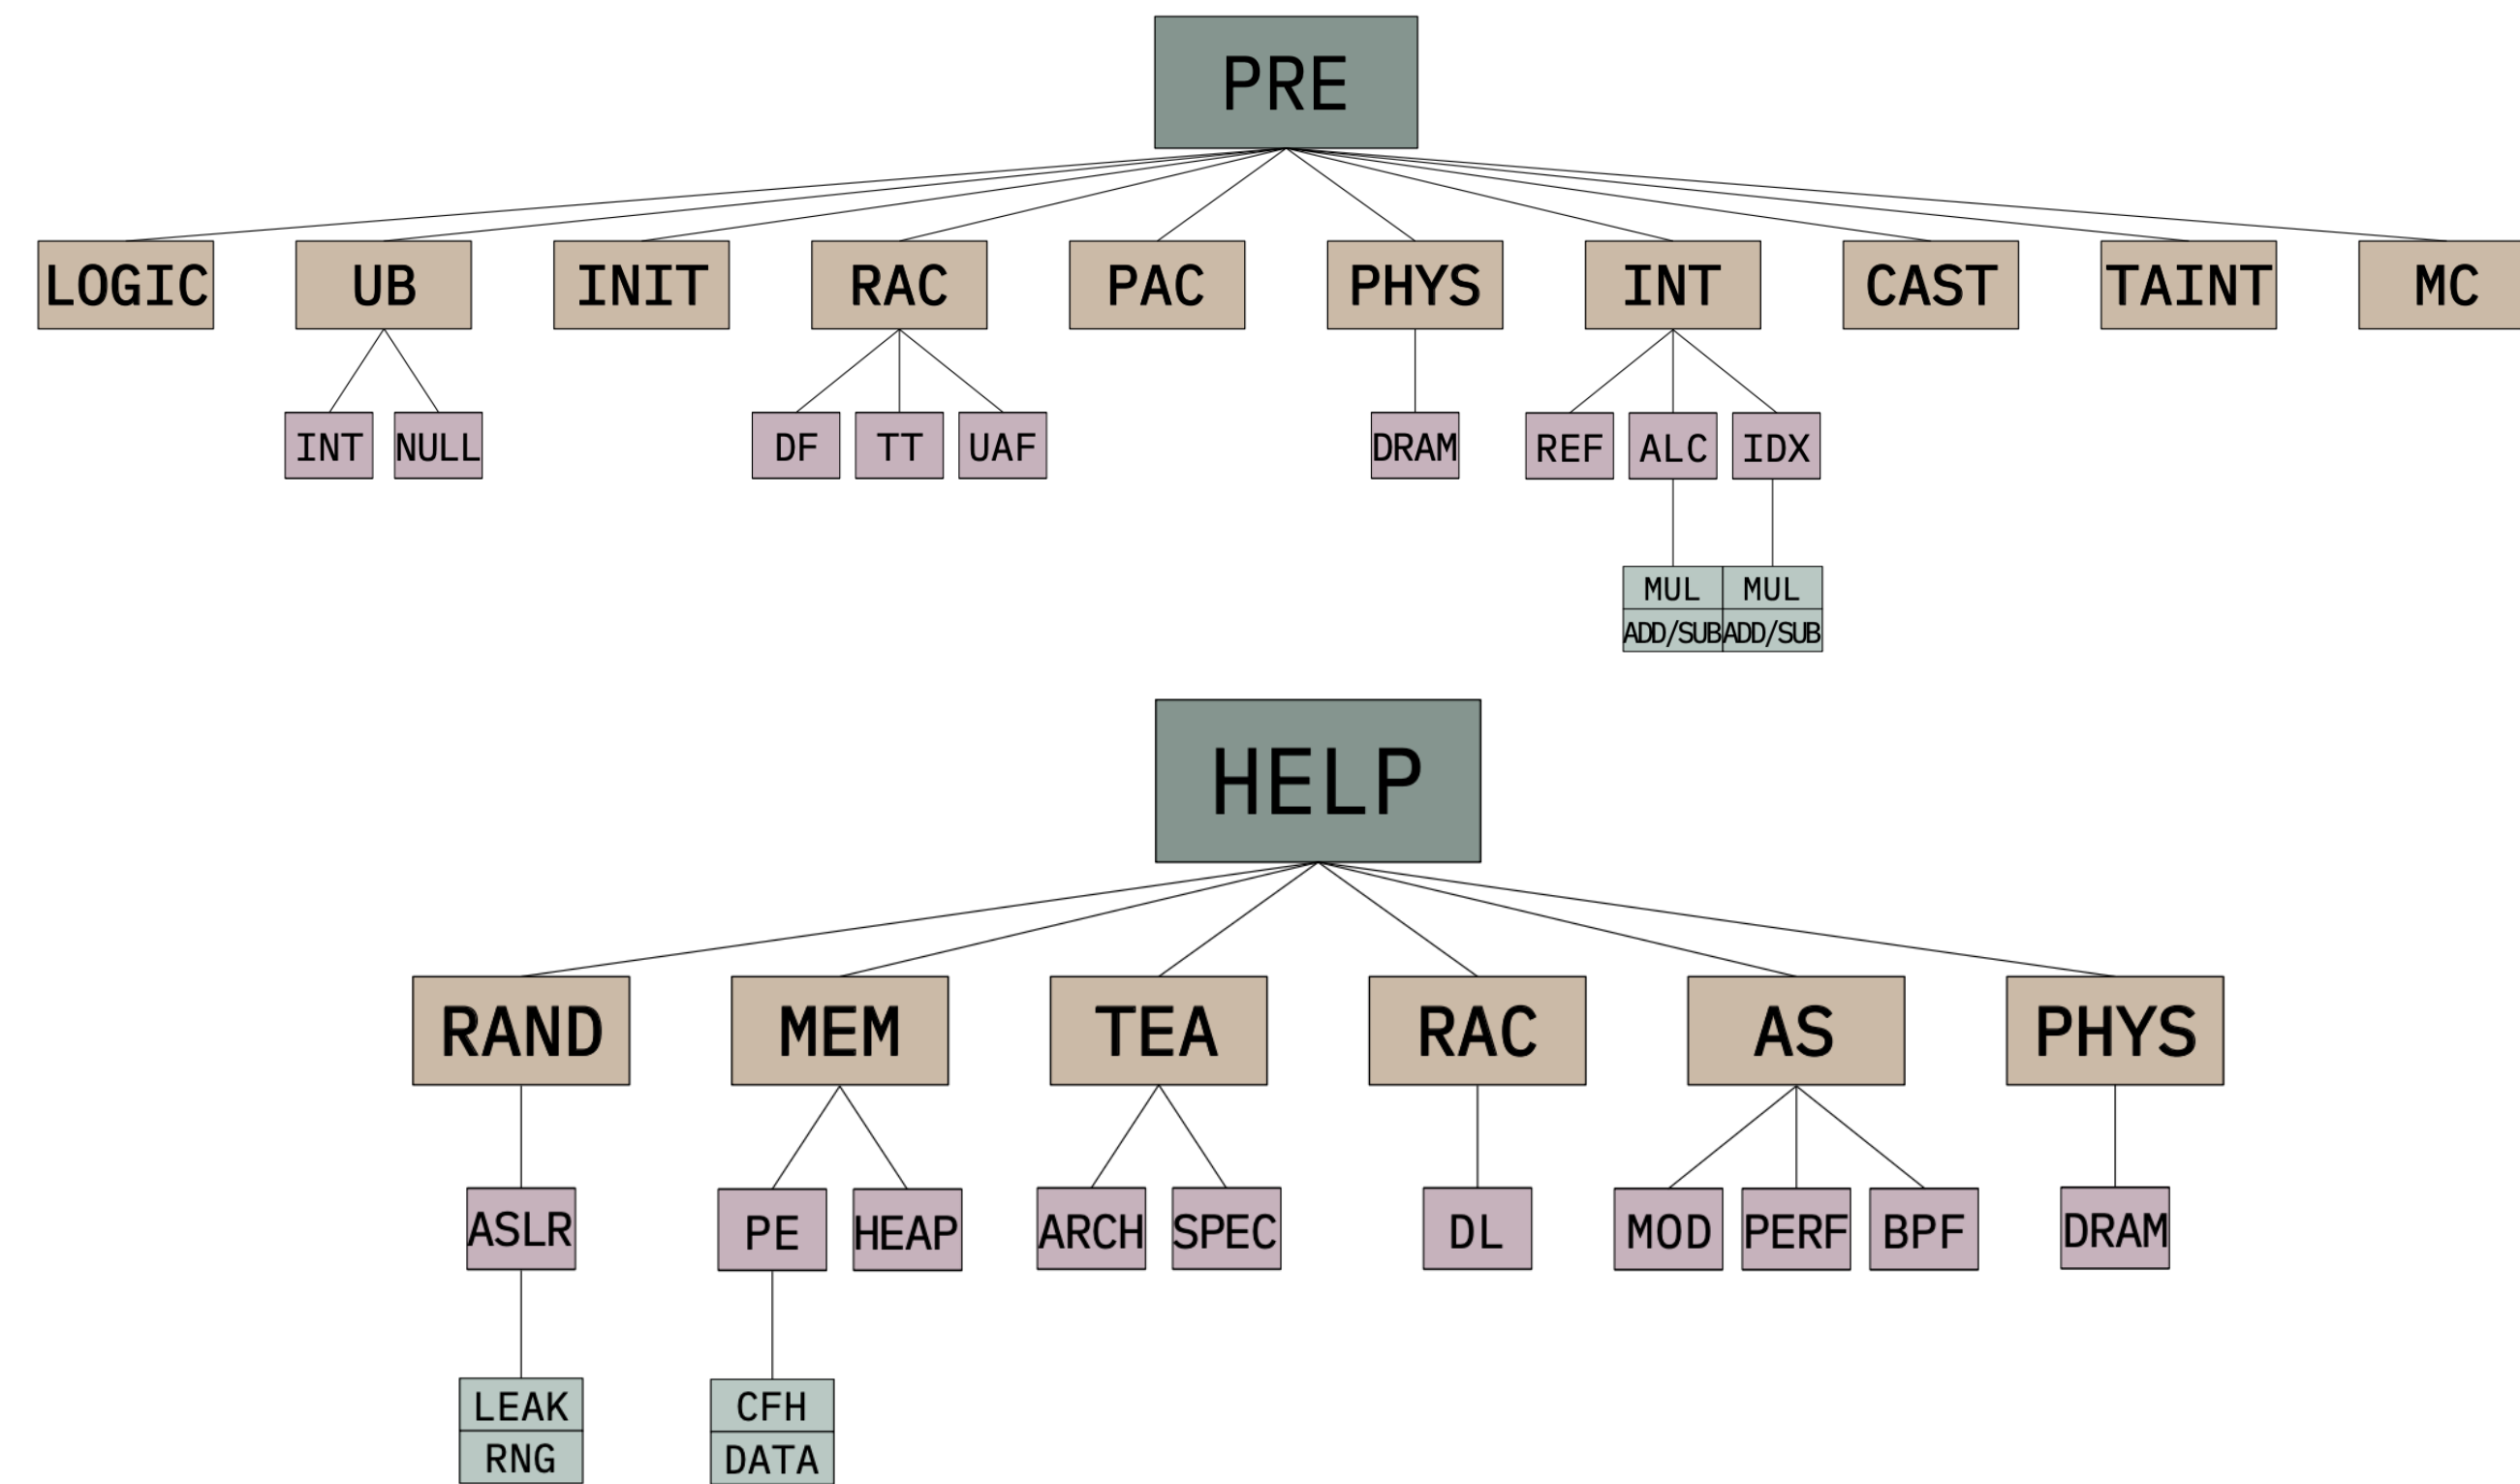 PRE
LOGIC UB INIT RAC PAC PHYS INT CAST TAINT MC
INT NULL DF TT UAF DRAM REF ALC IDX
MUL MUL
ADD/SUB ADD/SUB
HELP
RAND MEM TEA RAC AS PHYS
ASLR PE HEAP ARCH SPEC DL MOD PERF BPF DRAM
LEAK CFH
RNG DATA